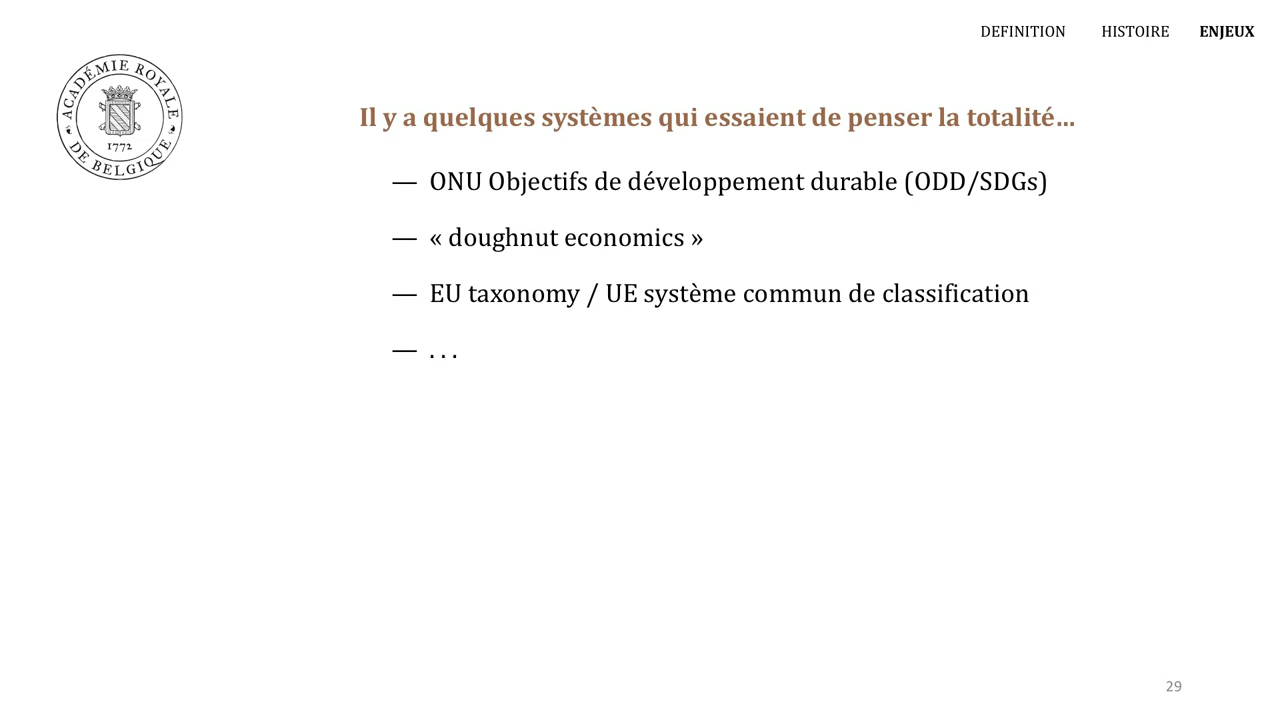 DEFINITION HISTOIRE ENJEUX
ACADÉMIE ROYALE
DE BELGIQUE
1772
Il y a quelques systèmes qui essaient de penser la totalité…
— ONU Objectifs de développement durable (ODD/SDGs)
— « doughnut economics »
— EU taxonomy / UE système commun de classification
— . . .
29